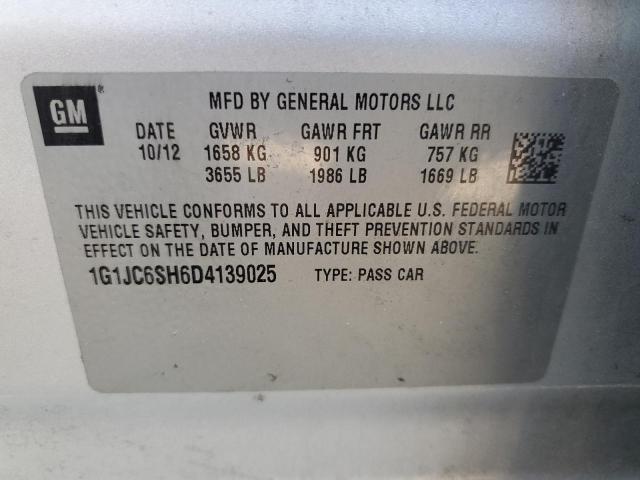 GM
®
MFD BY GENERAL MOTORS LLC
DATE GVWR GAWR FRT GAWR RR
10/12 1658 KG 901 KG 757 KG
3655 LB 1986 LB 1669 LB
THIS VEHICLE CONFORMS TO ALL APPLICABLE U.S. FEDERAL MOTOR
VEHICLE SAFETY, BUMPER, AND THEFT PREVENTION STANDARDS IN
EFFECT ON THE DATE OF MANUFACTURE SHOWN ABOVE.
1G1JC6SH6D4139025 TYPE: PASS CAR